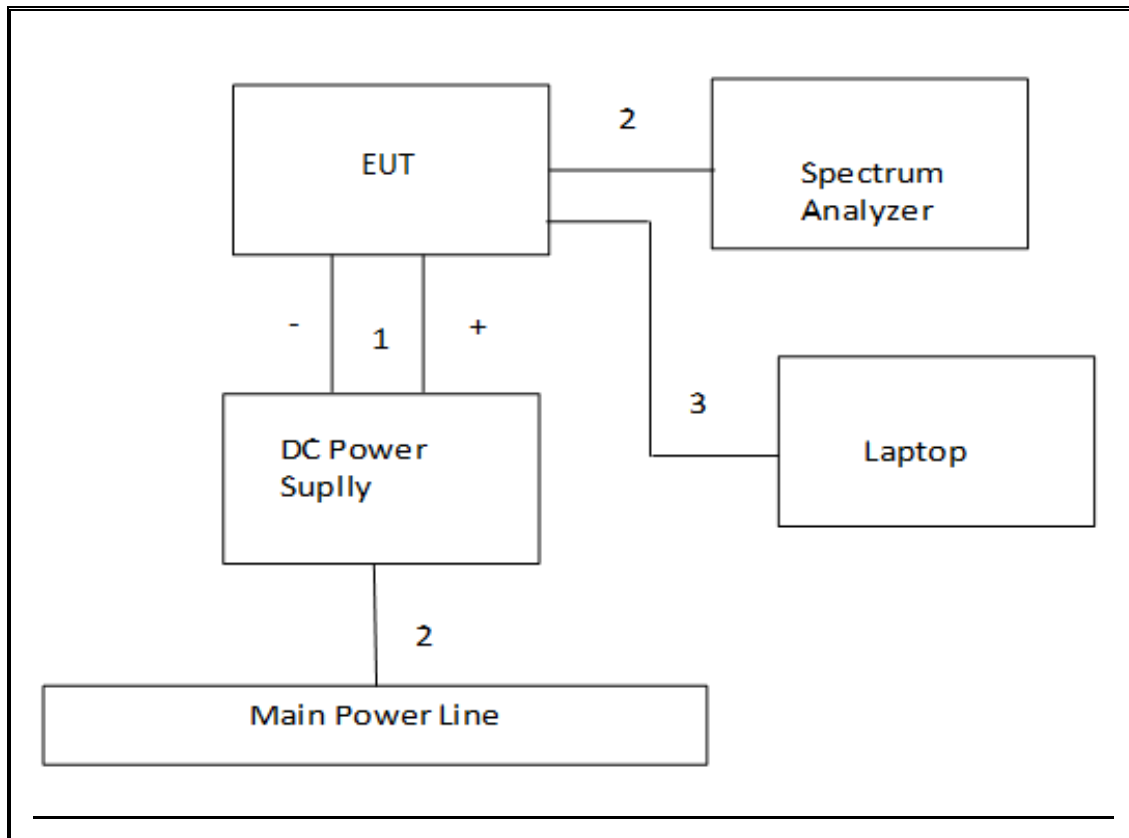 EUT
2
Spectrum
Analyzer
-
1
+
3
DC Power
Suplly
Laptop
2
Main Power Line